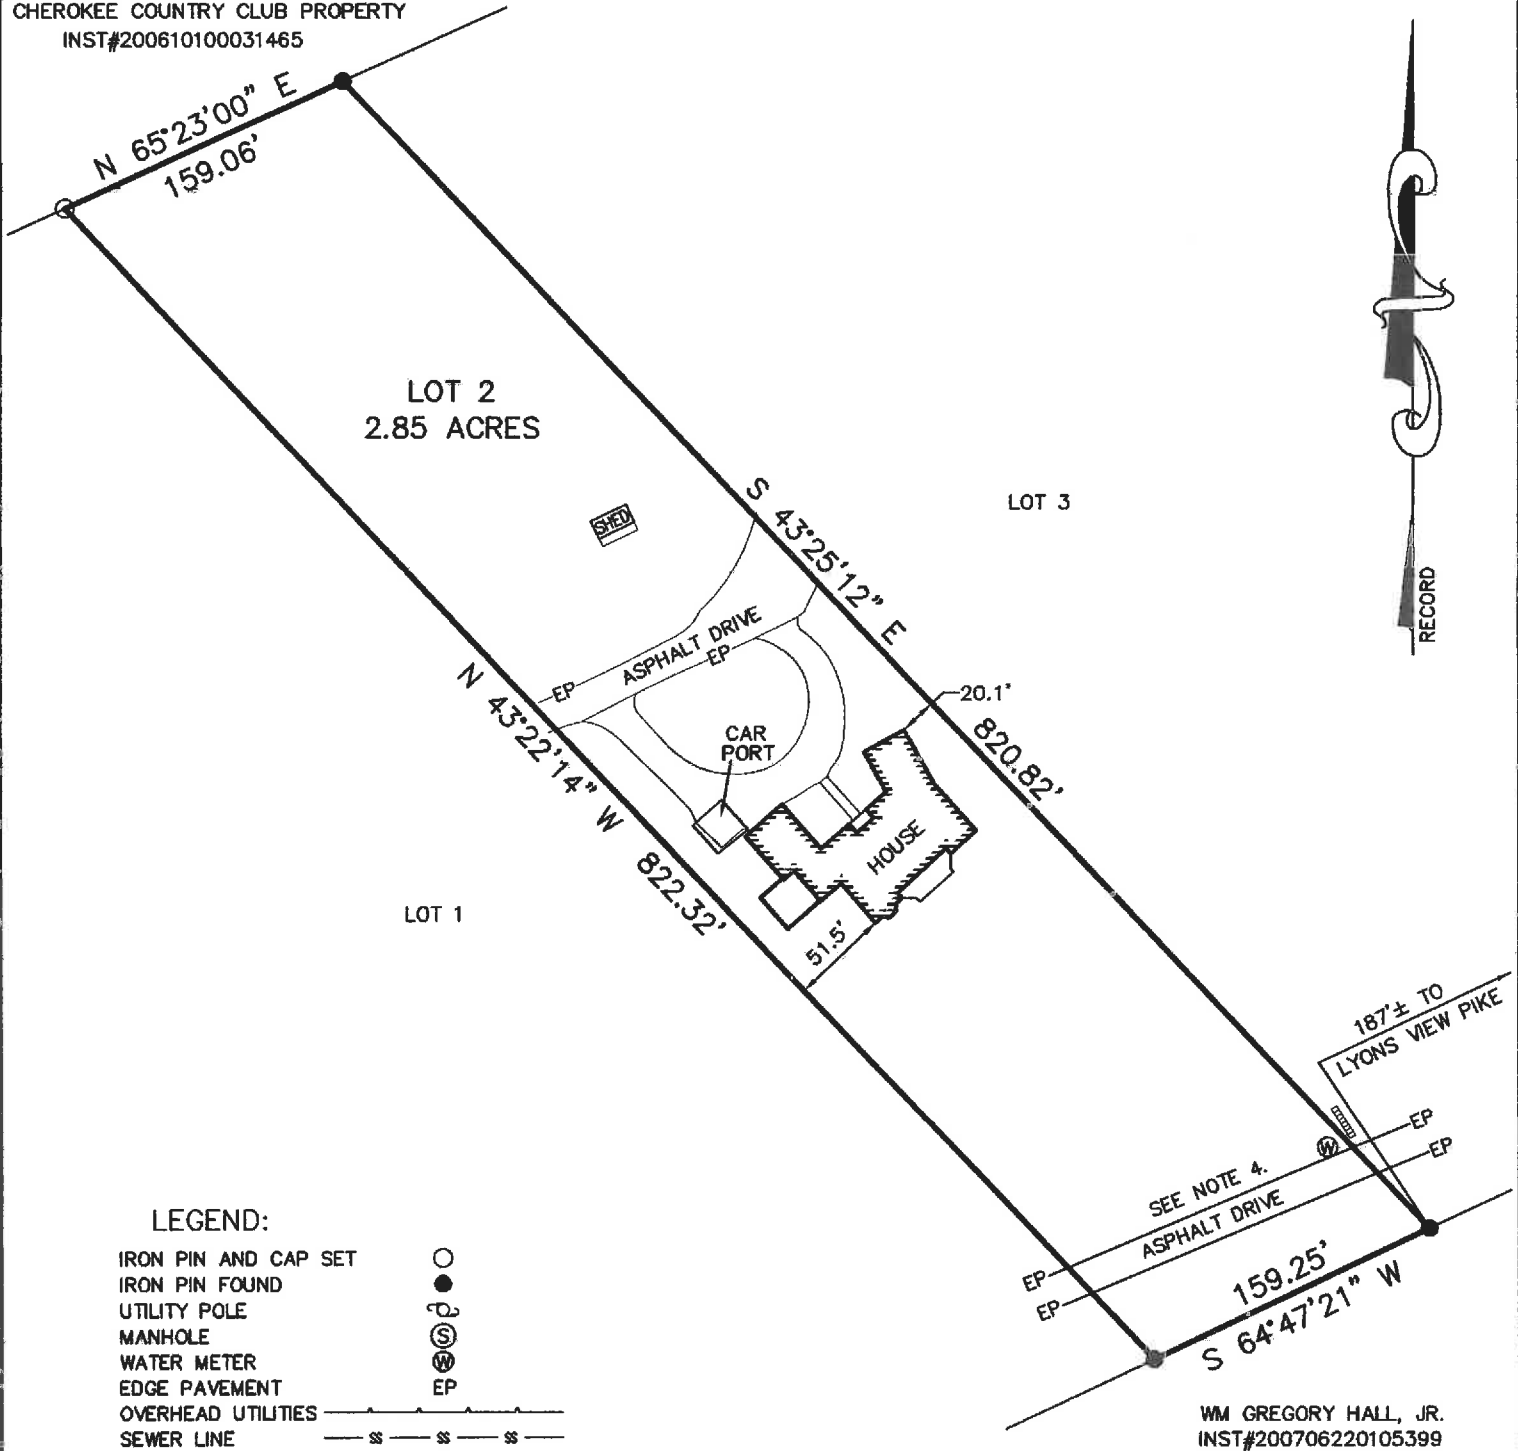 CHEROKEE COUNTRY CLUB PROPERTY
INST#200610100031465
N 65°23'00" E
159.06'
LOT 2
2.85 ACRES
SHED
S 43°25'12" E
820.82'
LOT 3
RECORD
ASPHALT DRIVE
EP
EP
N 43°22'14" W
822.32'
20.1'
CAR
PORT
HOUSE
51.5'
LOT 1
187'± TO
LYONS VIEW PIKE
EP
EP
W
SEE NOTE 4.
ASPHALT DRIVE
EP
EP
159.25'
S 64°47'21" W
LEGEND:
IRON PIN AND CAP SET
IRON PIN FOUND
UTILITY POLE
MANHOLE S
WATER METER W
EDGE PAVEMENT EP
OVERHEAD UTILITIES
SEWER LINE SS SS SS
WM GREGORY HALL, JR.
INST#200706220105399